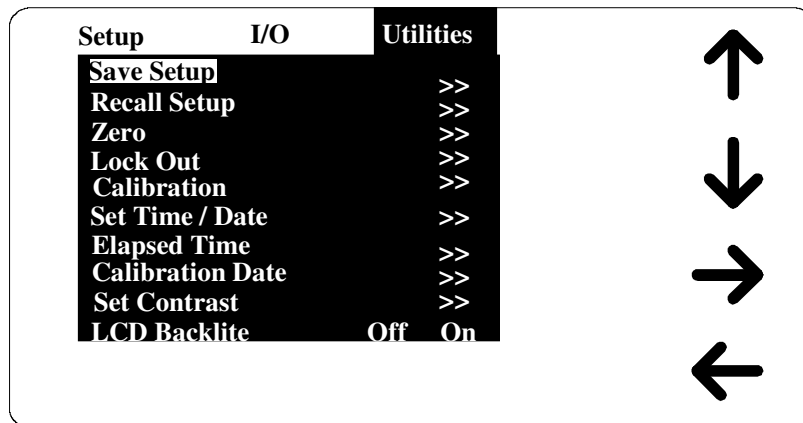 Setup I/O Utilities
Save Setup >>
Recall Setup >>
Zero >>
Lock Out >>
Calibration >>
Set Time / Date >>
Elapsed Time >>
Calibration Date >>
Set Contrast >>
LCD Backlite Off On